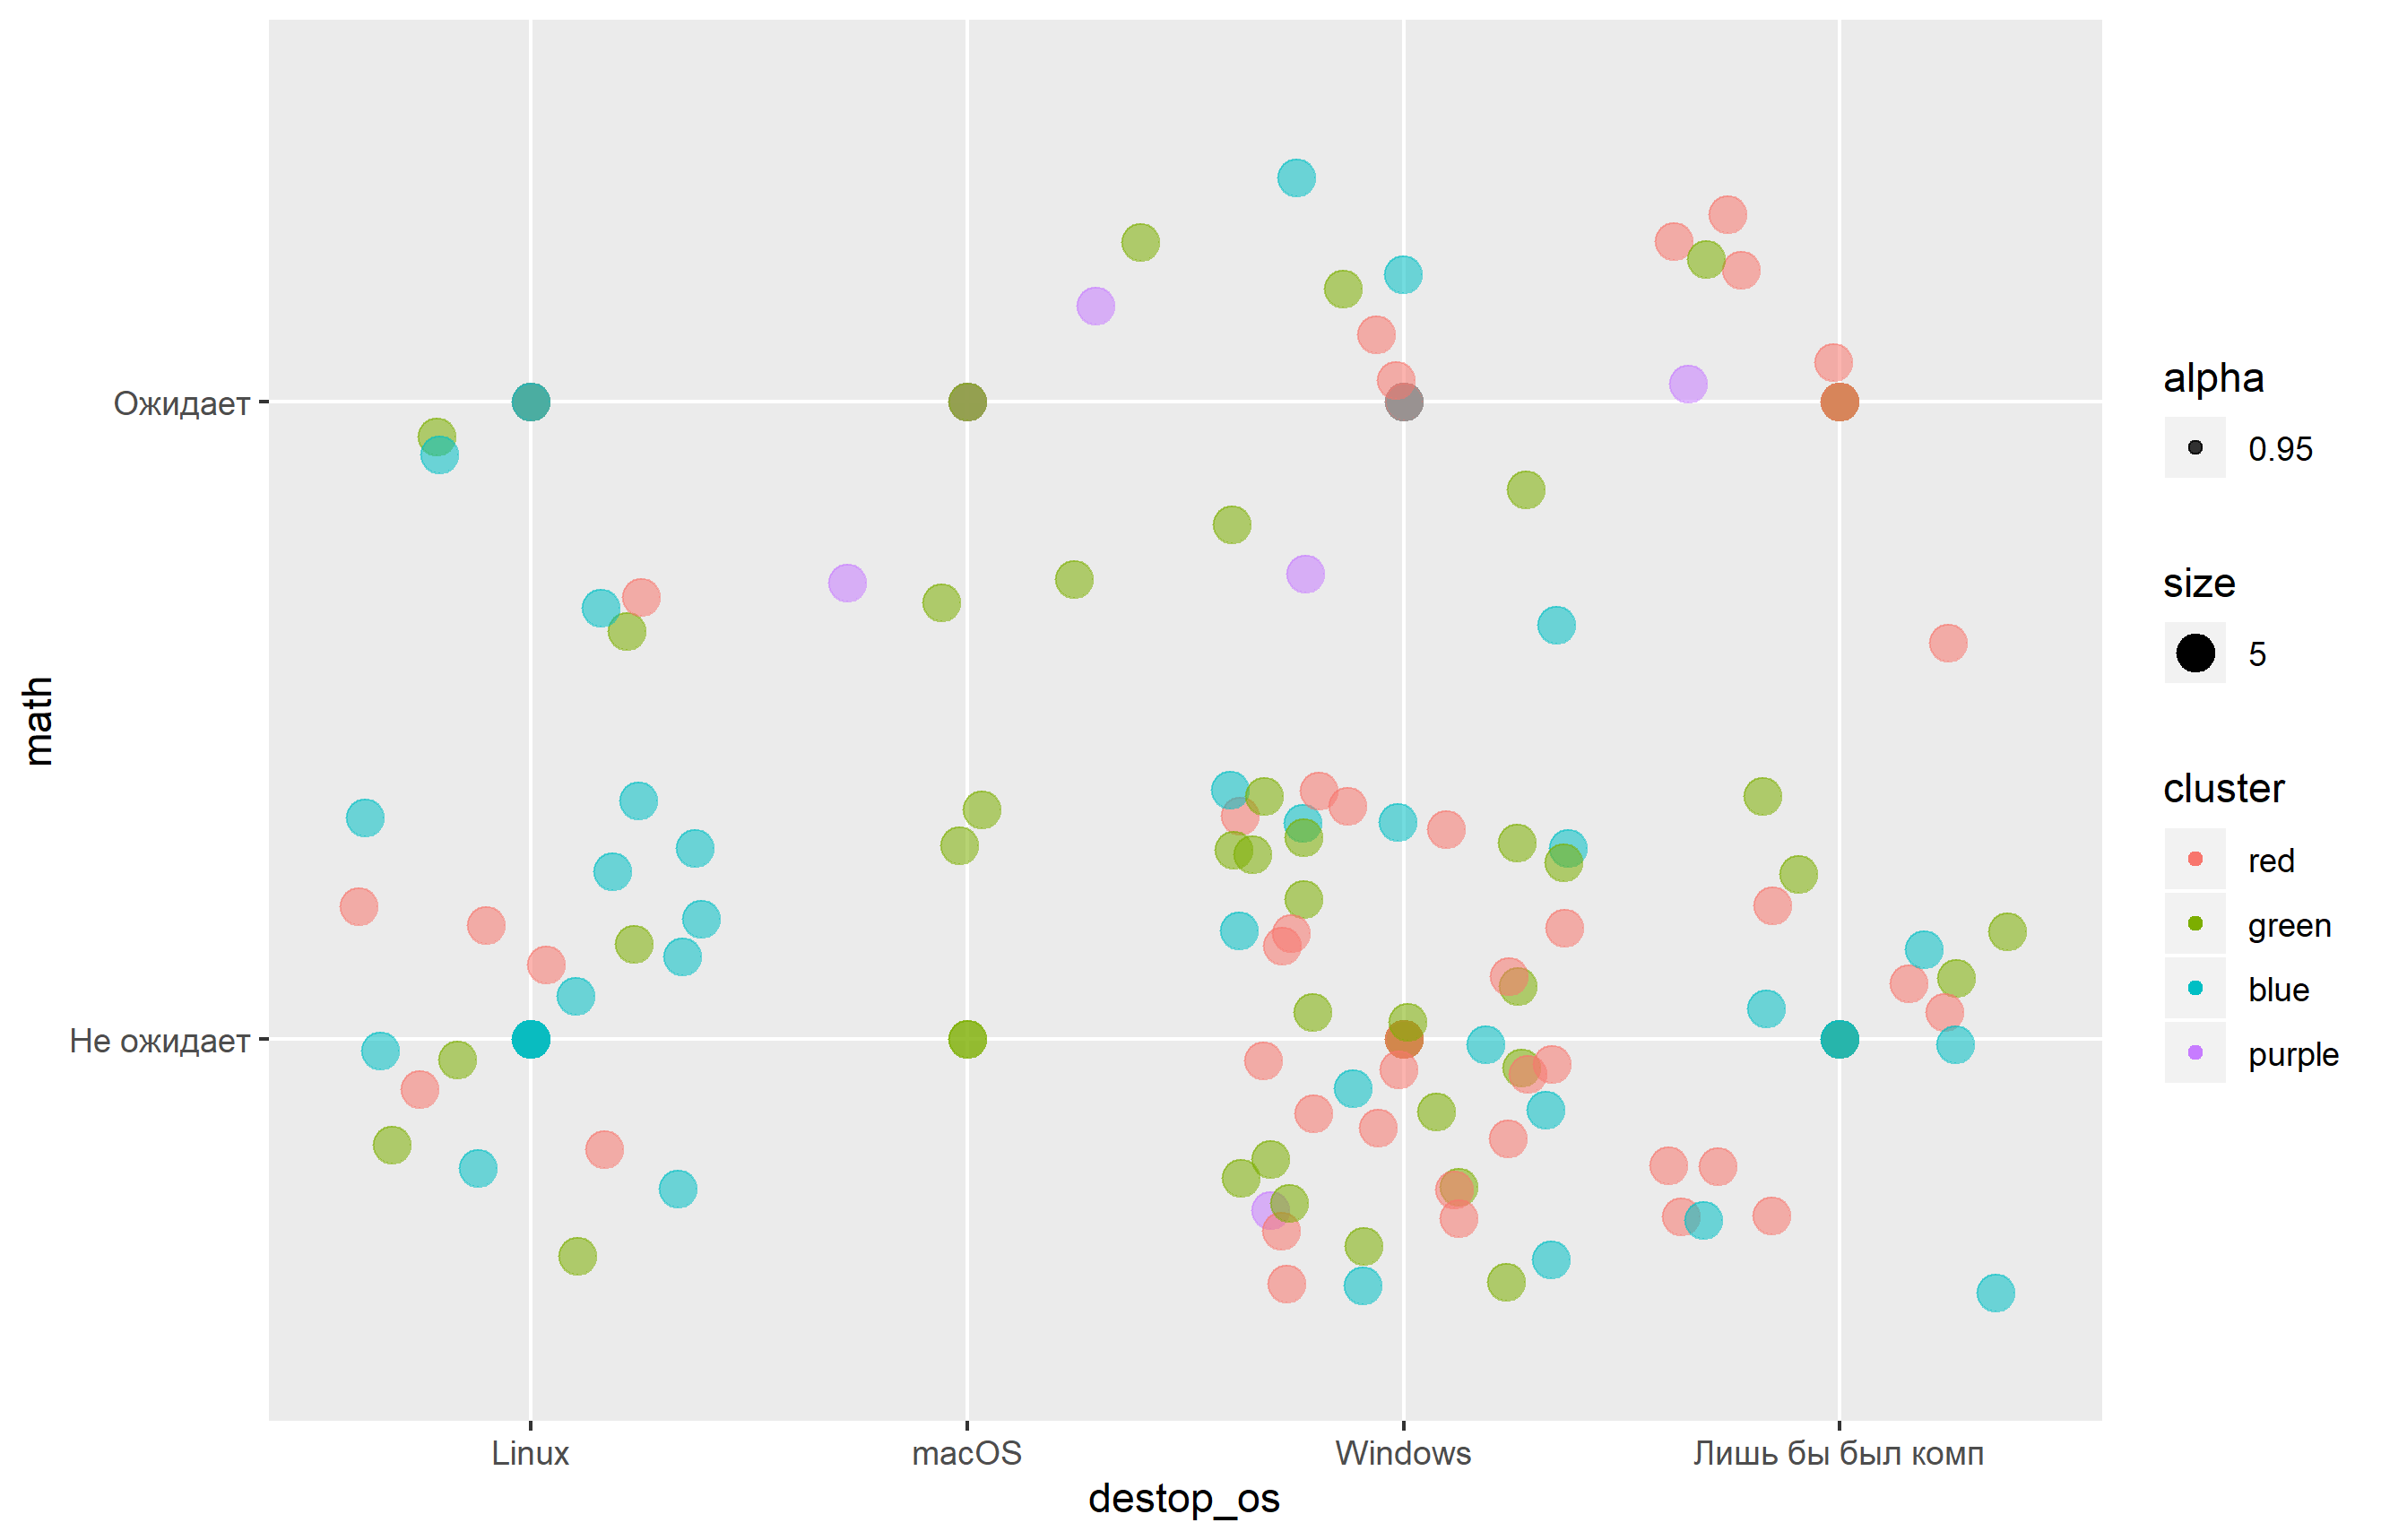 math
Ожидает
Не ожидает
Linux
macOS
Windows
Лишь бы был комп
destop_os
alpha
0.95
size
5
cluster
red
green
blue
purple